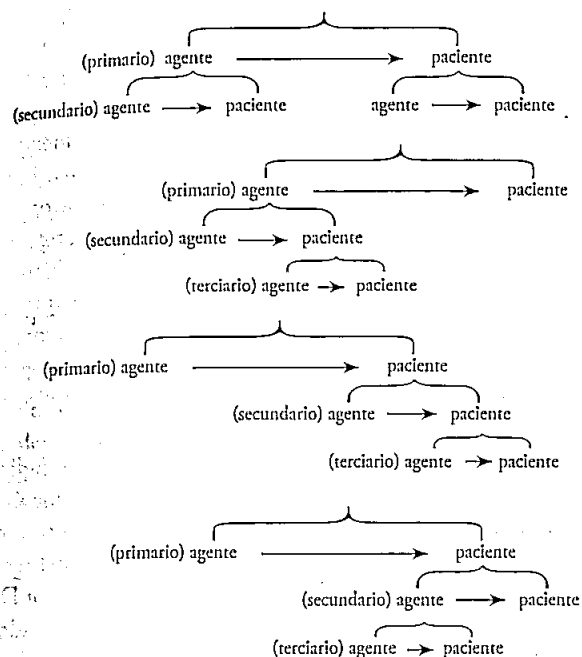 (primario) agente → paciente
(secundario) agente → paciente agente → paciente
(primario) agente → paciente
(secundario) agente → paciente
(terciario) agente → paciente
(primario) agente → paciente
(secundario) agente → paciente
(terciario) agente → paciente
(primario) agente → paciente
(secundario) agente → paciente
(terciario) agente → paciente